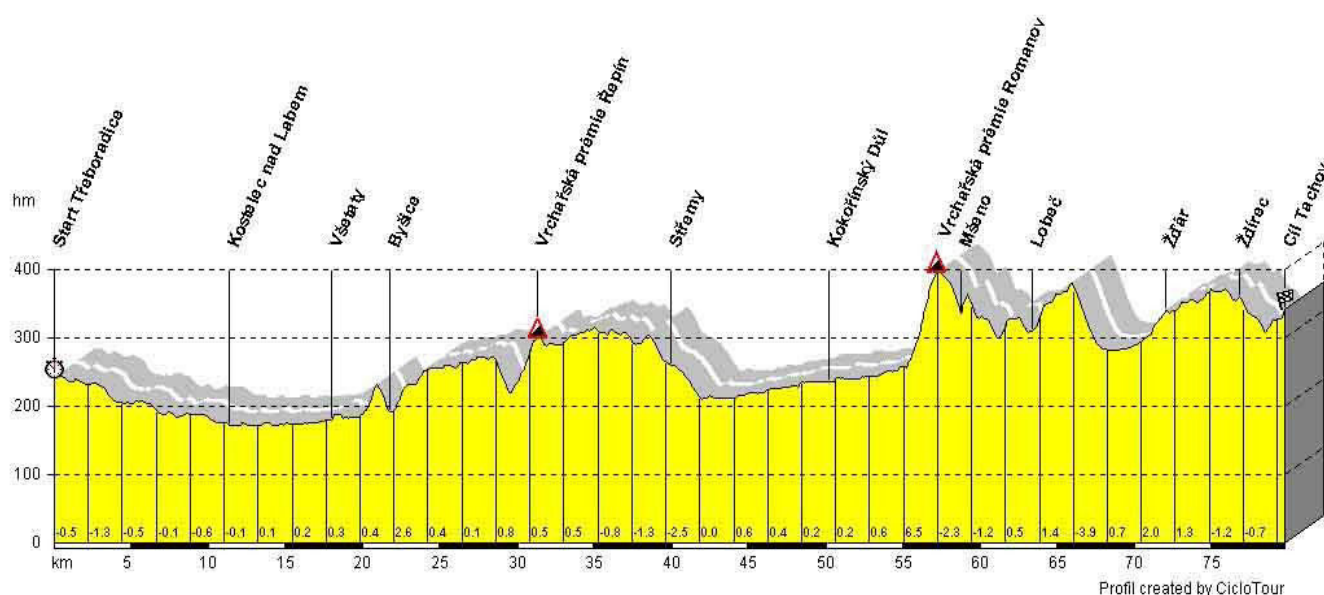 Start Třeboradice
Kostelec nad Labem
Všetaty
Byšice
Vrchařská prémie Řepín
Střemy
Kokořínský Důl
Vrchařská prémie Romanov
Mšeno
Lobeč
Žďár
Ždírec
Cíl Tachov
hm
400
300
200
100
0
-0.5 -1.3 -0.5 -0.1 -0.6 -0.1 0.1 0.2 0.3 0.4 2.6 0.4 0.1 0.8 0.5 0.5 -0.8 -1.3 -2.5 0.0 0.6 0.4 0.2 0.2 0.6 6.5 -2.3 -1.2 0.5 1.4 -3.9 0.7 2.0 1.3 -1.2 -0.7
km 5 10 15 20 25 30 35 40 45 50 55 60 65 70 75
Profil created by CicloTour